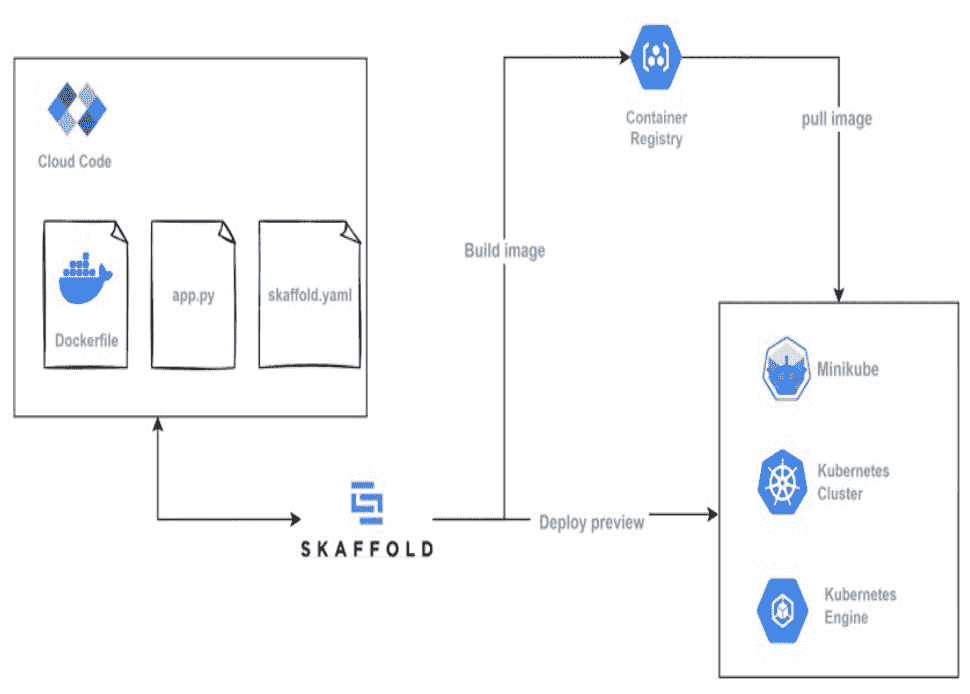 Cloud Code
Dockerfile
app.py
skaffold.yaml
SKAFFOLD
Build image
Container
Registry
pull image
Deploy preview
Minikube
Kubernetes
Cluster
Kubernetes
Engine